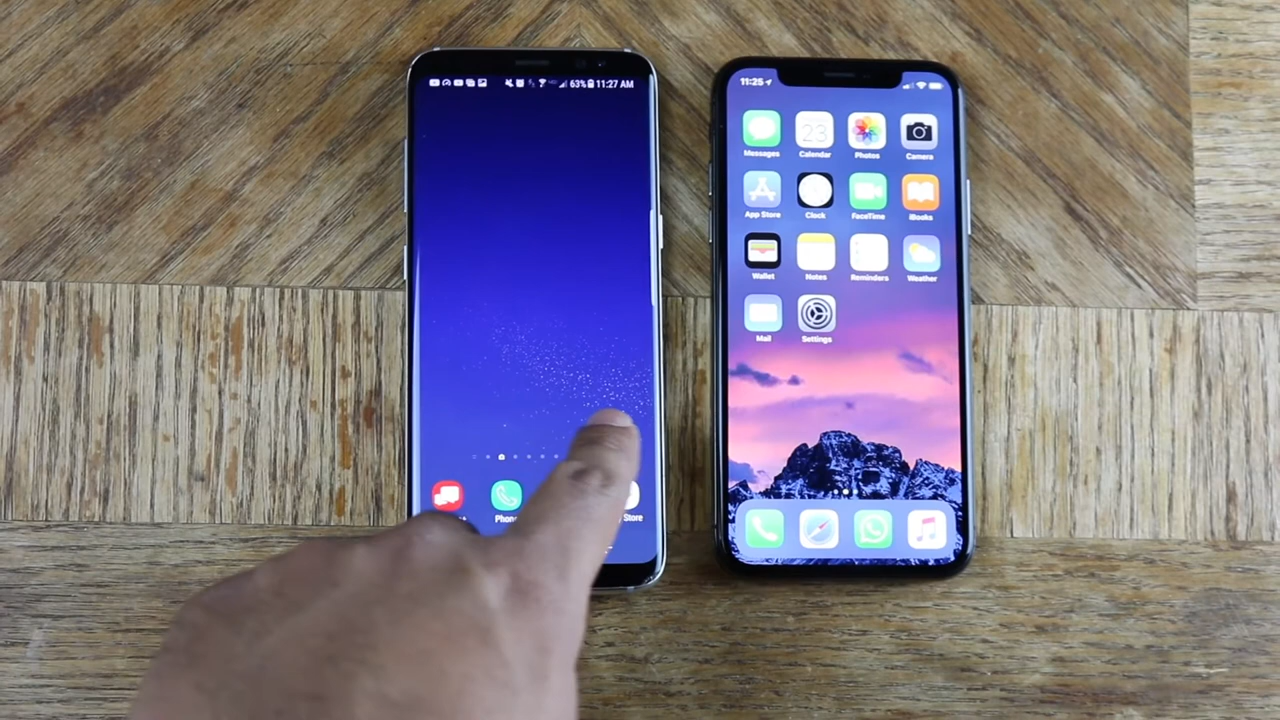 63% 11:27 AM
Phone
Store
11:25
23
Messages Calendar Photos Camera
App Store Clock FaceTime iBooks
Wallet Notes Reminders Weather
Mail Settings